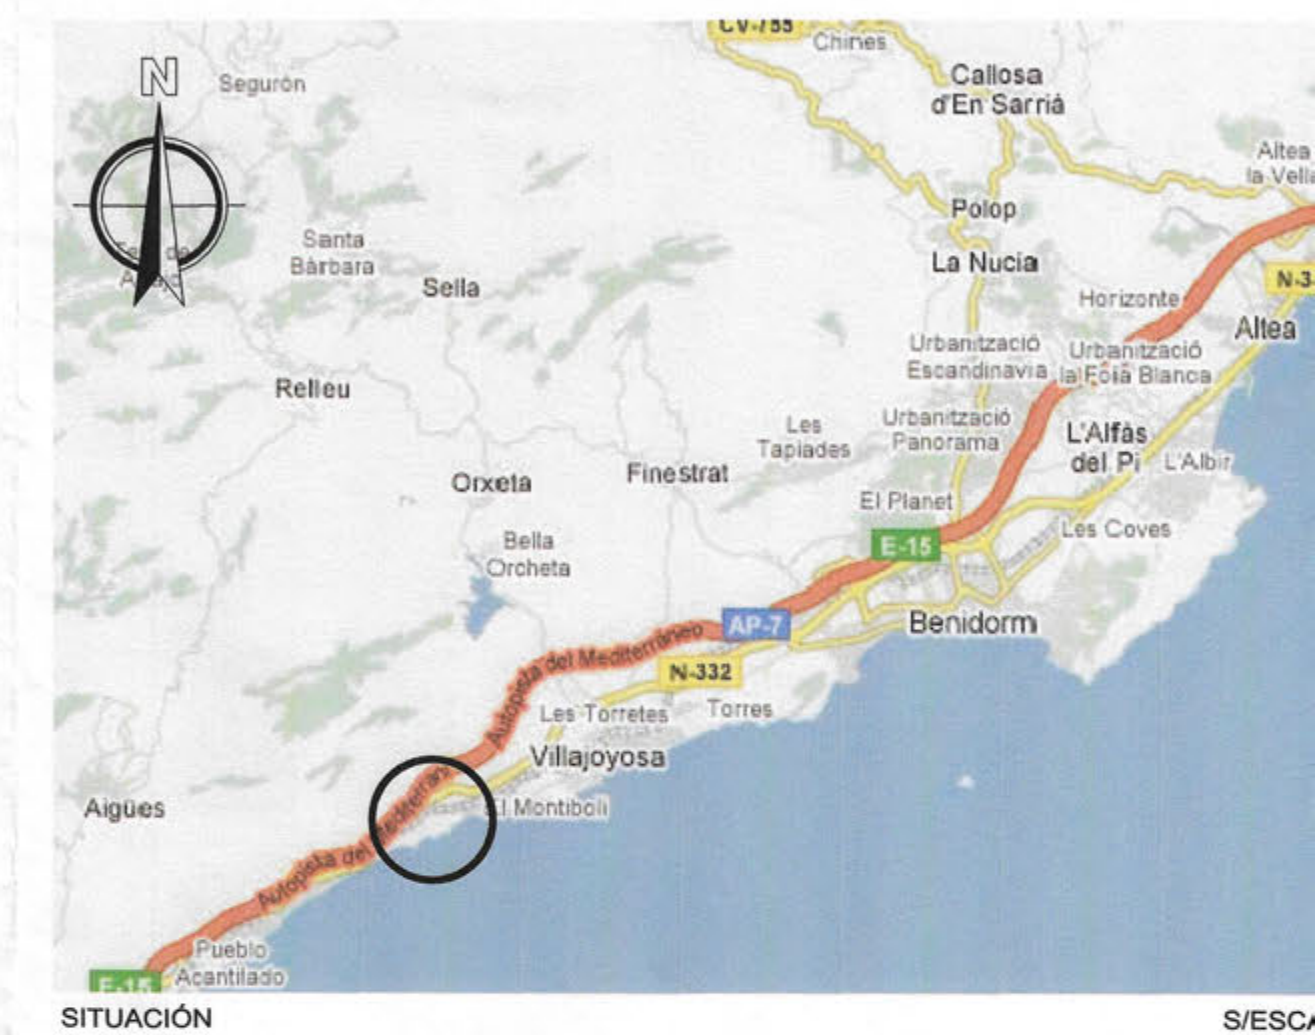 CV-755
Chines
N
Segurón
Callosa
d'En Sarrià
Altea
la Vella
Polop
Santa
Bàrbara
La Nucia
Sella
N-3
Horizonte
Altea
Urbanització
Escandinavia
Urbanització
la Foia Blanca
Relleu
Les
Tapiades
Urbanització
Panorama
L'Alfàs
del Pi
L'Albir
Orxeta
Finestrat
El Planet
Les Coves
Bella
Orcheta
E-15
AP-7
Benidorm
Autopista del Mediterráneo
N-332
Les Torretes
Torres
Villajoyosa
El Montiboli
Aigües
Autopista del Mediterráneo
Pueblo
Acantilado
E-15
SITUACIÓN
S/ESCA